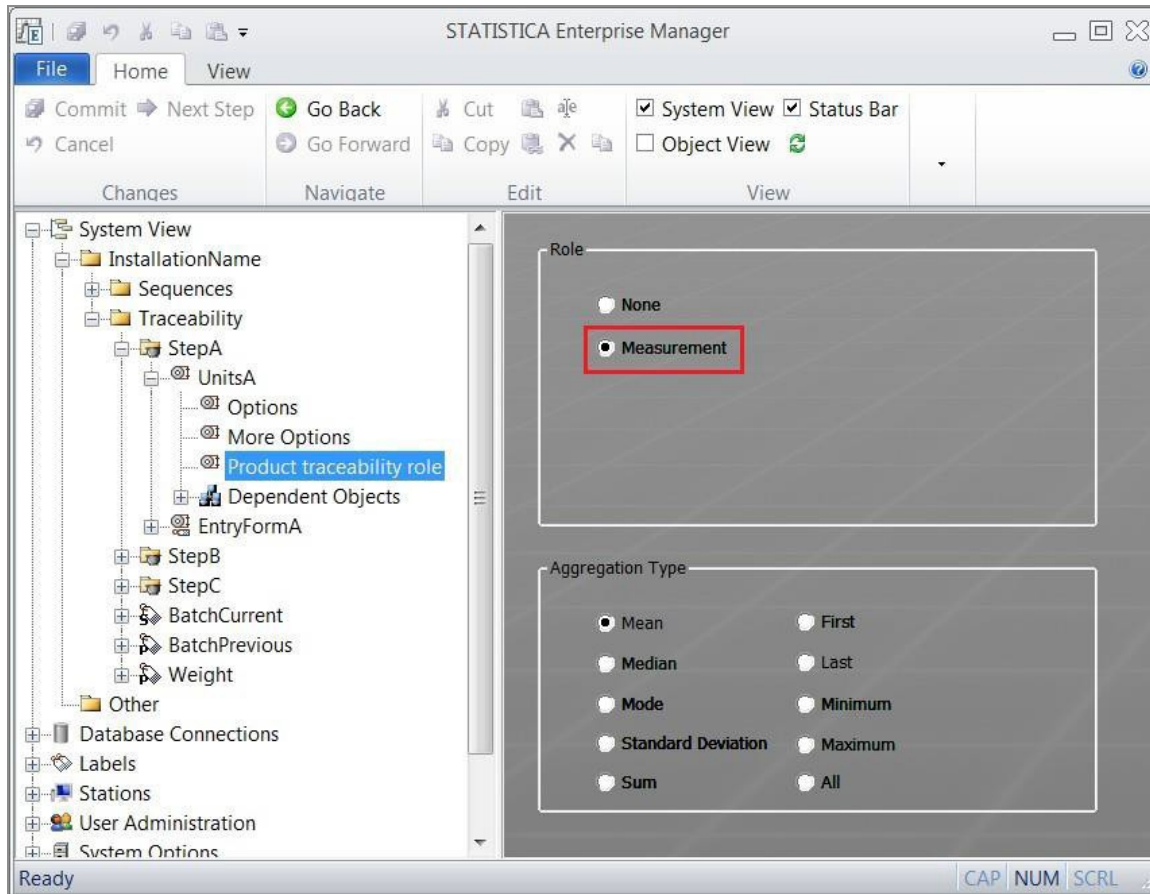 STATISTICA Enterprise Manager
File Home View
Commit Next Step Go Back Cut System View Status Bar
Cancel Go Forward Copy Object View
Changes Navigate Edit View
System View
InstallationName
Sequences
Traceability
StepA
UnitsA
Options
More Options
Product traceability role
Dependent Objects
EntryFormA
StepB
StepC
BatchCurrent
BatchPrevious
Weight
Other
Database Connections
Labels
Stations
User Administration
System Options
Role
None
Measurement
Aggregation Type
Mean First
Median Last
Mode Minimum
Standard Deviation Maximum
Sum All
Ready CAP NUM SCRL